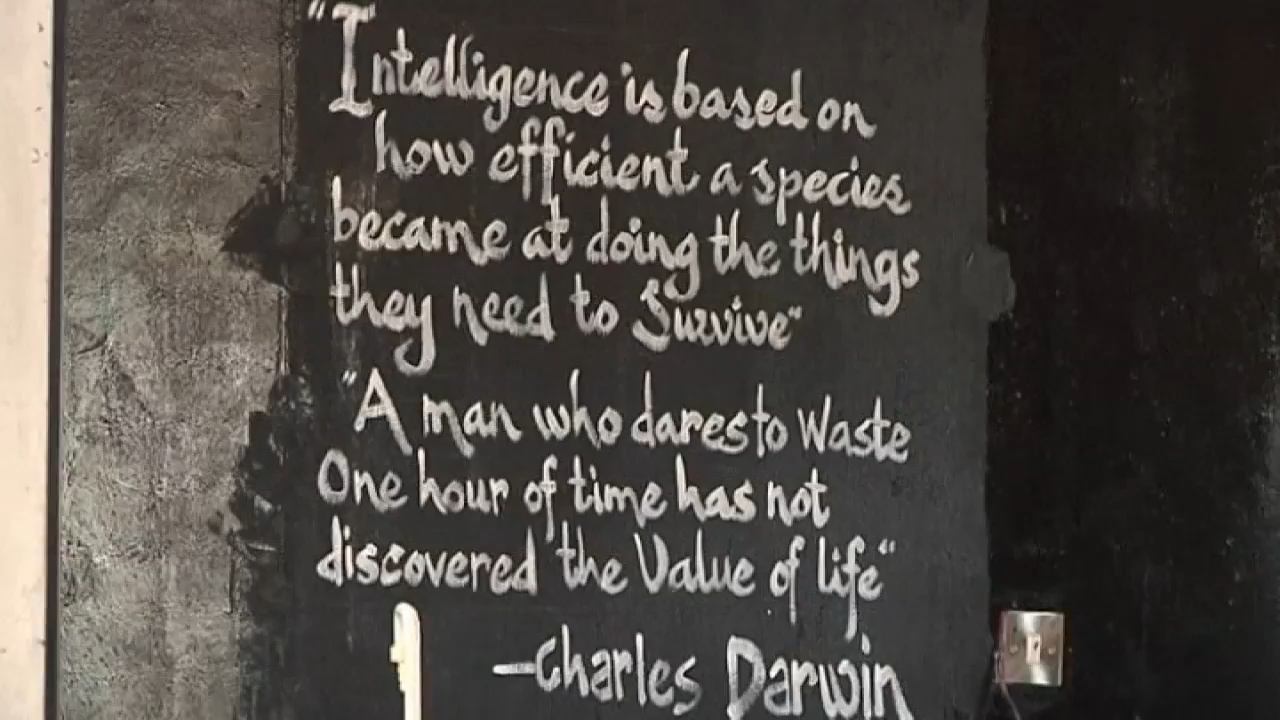 "Intelligence is based on
how efficient a species
became at doing the things
they need to Survive"
"A man who dares to Waste
One hour of time has not
discovered the Value of life"
—Charles Darwin